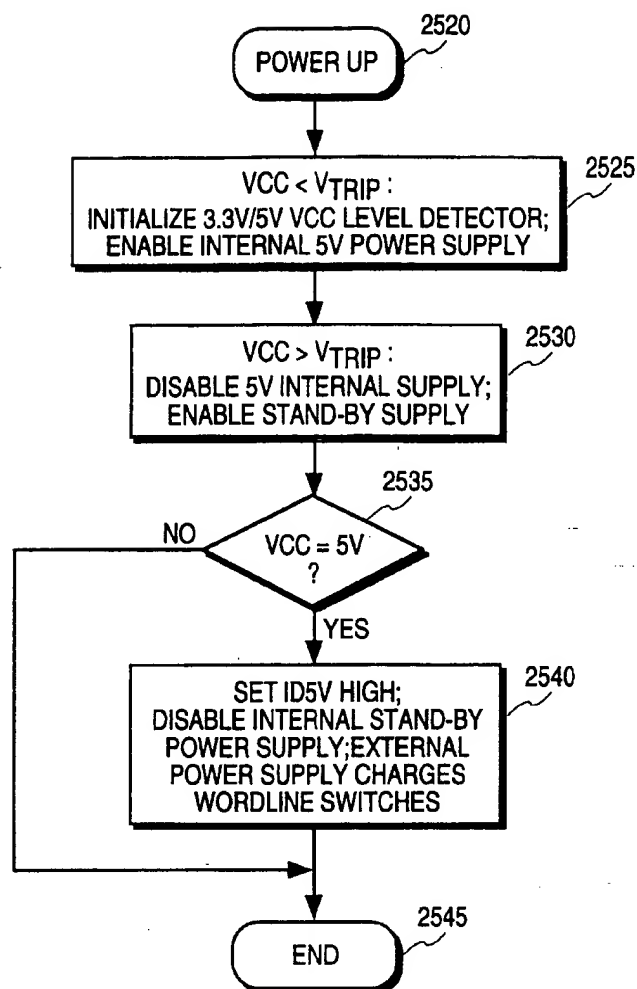 2520
POWER UP
2525
VCC < VTRIP :
INITIALIZE 3.3V/5V VCC LEVEL DETECTOR;
ENABLE INTERNAL 5V POWER SUPPLY
2530
VCC > VTRIP :
DISABLE 5V INTERNAL SUPPLY;
ENABLE STAND-BY SUPPLY
2535
NO
VCC = 5V
?
YES
2540
SET ID5V HIGH;
DISABLE INTERNAL STAND-BY
POWER SUPPLY;EXTERNAL
POWER SUPPLY CHARGES
WORDLINE SWITCHES
2545
END